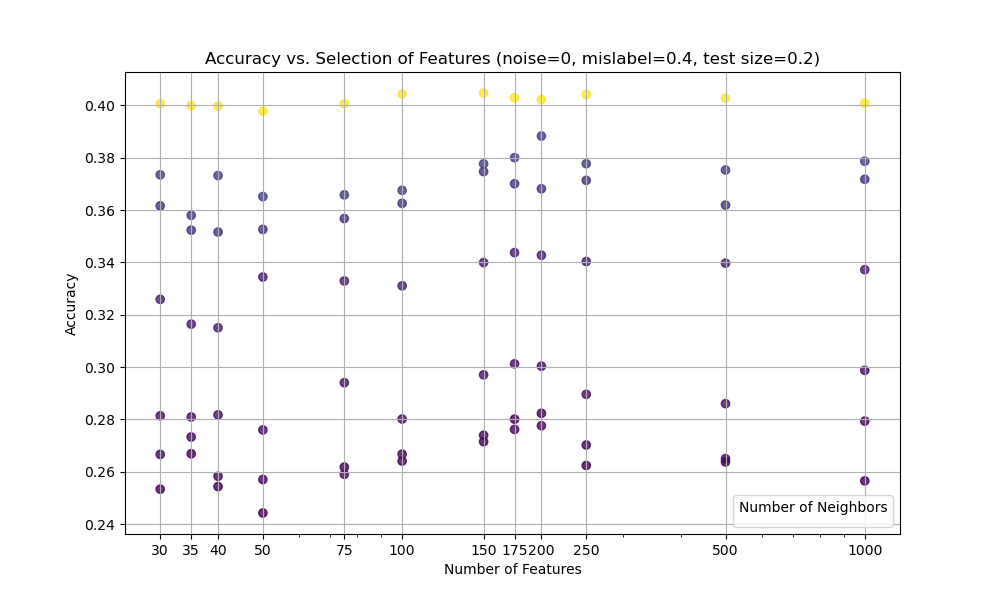 Accuracy vs. Selection of Features (noise=0, mislabel=0.4, test size=0.2)
Accuracy
0.40
0.38
0.36
0.34
0.32
0.30
0.28
0.26
0.24
Number of Neighbors
30 35 40 50 75 100 150 175 200 250 500 1000
Number of Features